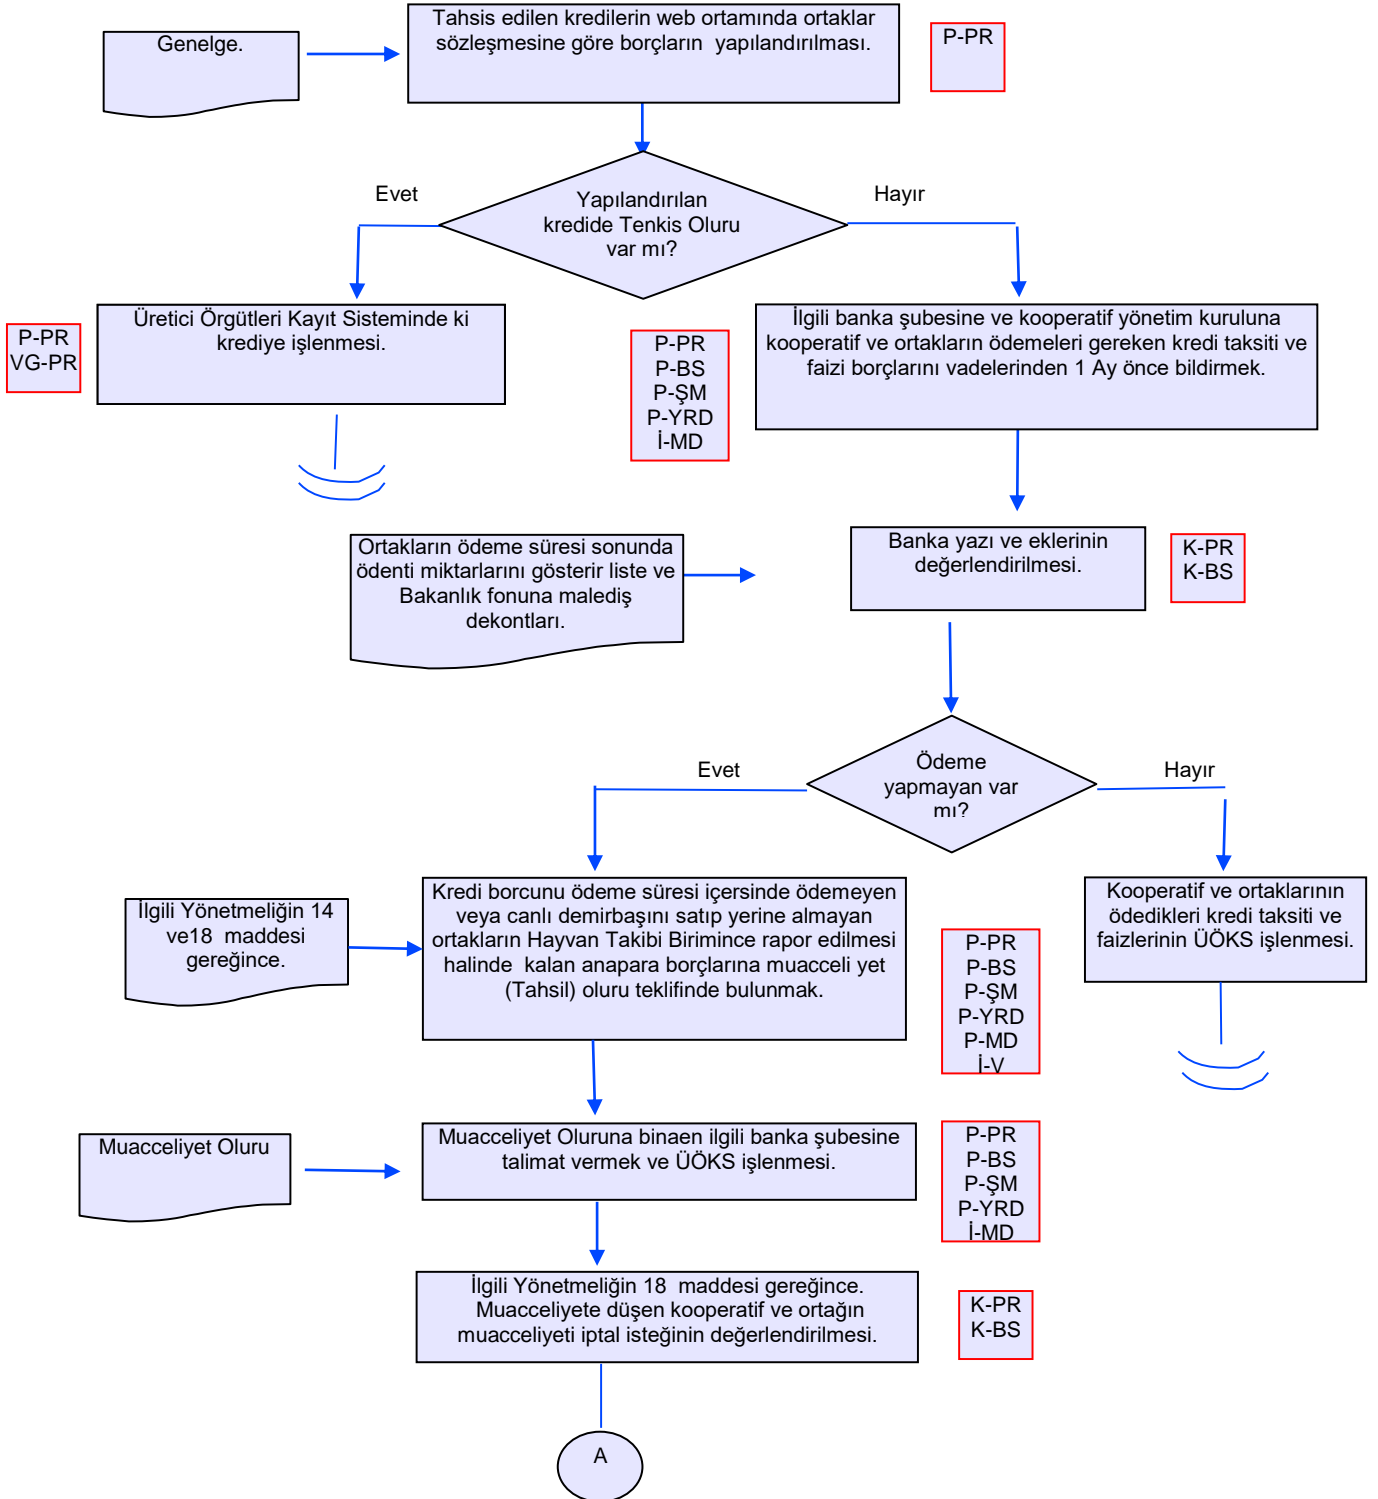 Genelge.
Tahsis edilen kredilerin web ortamında ortaklar
sözleşmesine göre borçların yapılandırılması.
P-PR
Evet
Yapılandırılan
kredide Tenkis Oluru
var mı?
Hayır
P-PR
VG-PR
Üretici Örgütleri Kayıt Sisteminde ki
krediye işlenmesi.
P-PR
P-BS
P-ŞM
P-YRD
İ-MD
İlgili banka şubesine ve kooperatif yönetim kuruluna
kooperatif ve ortakların ödemeleri gereken kredi taksiti ve
faizi borçlarını vadelerinden 1 Ay önce bildirmek.
Ortakların ödeme süresi sonunda
ödenti miktarlarını gösterir liste ve
Bakanlık fonuna malediş
dekontları.
Banka yazı ve eklerinin
değerlendirilmesi.
K-PR
K-BS
Evet
Ödeme
yapmayan var
mı?
Hayır
İlgili Yönetmeliğin 14
ve18 maddesi
gereğince.
Kredi borcunu ödeme süresi içersinde ödemeyen
veya canlı demirbaşını satıp yerine almayan
ortakların Hayvan Takibi Birimince rapor edilmesi
halinde kalan anapara borçlarına muacceli yet
(Tahsil) oluru teklifinde bulunmak.
P-PR
P-BS
P-ŞM
P-YRD
P-MD
İ-V
Kooperatif ve ortaklarının
ödedikleri kredi taksiti ve
faizlerinin ÜÖKS işlenmesi.
Muacceliyet Oluru
Muacceliyet Oluruna binaen ilgili banka şubesine
talimat vermek ve ÜÖKS işlenmesi.
P-PR
P-BS
P-ŞM
P-YRD
İ-MD
İlgili Yönetmeliğin 18 maddesi gereğince.
Muacceliyete düşen kooperatif ve ortağın
muacceliyeti iptal isteğinin değerlendirilmesi.
K-PR
K-BS
A